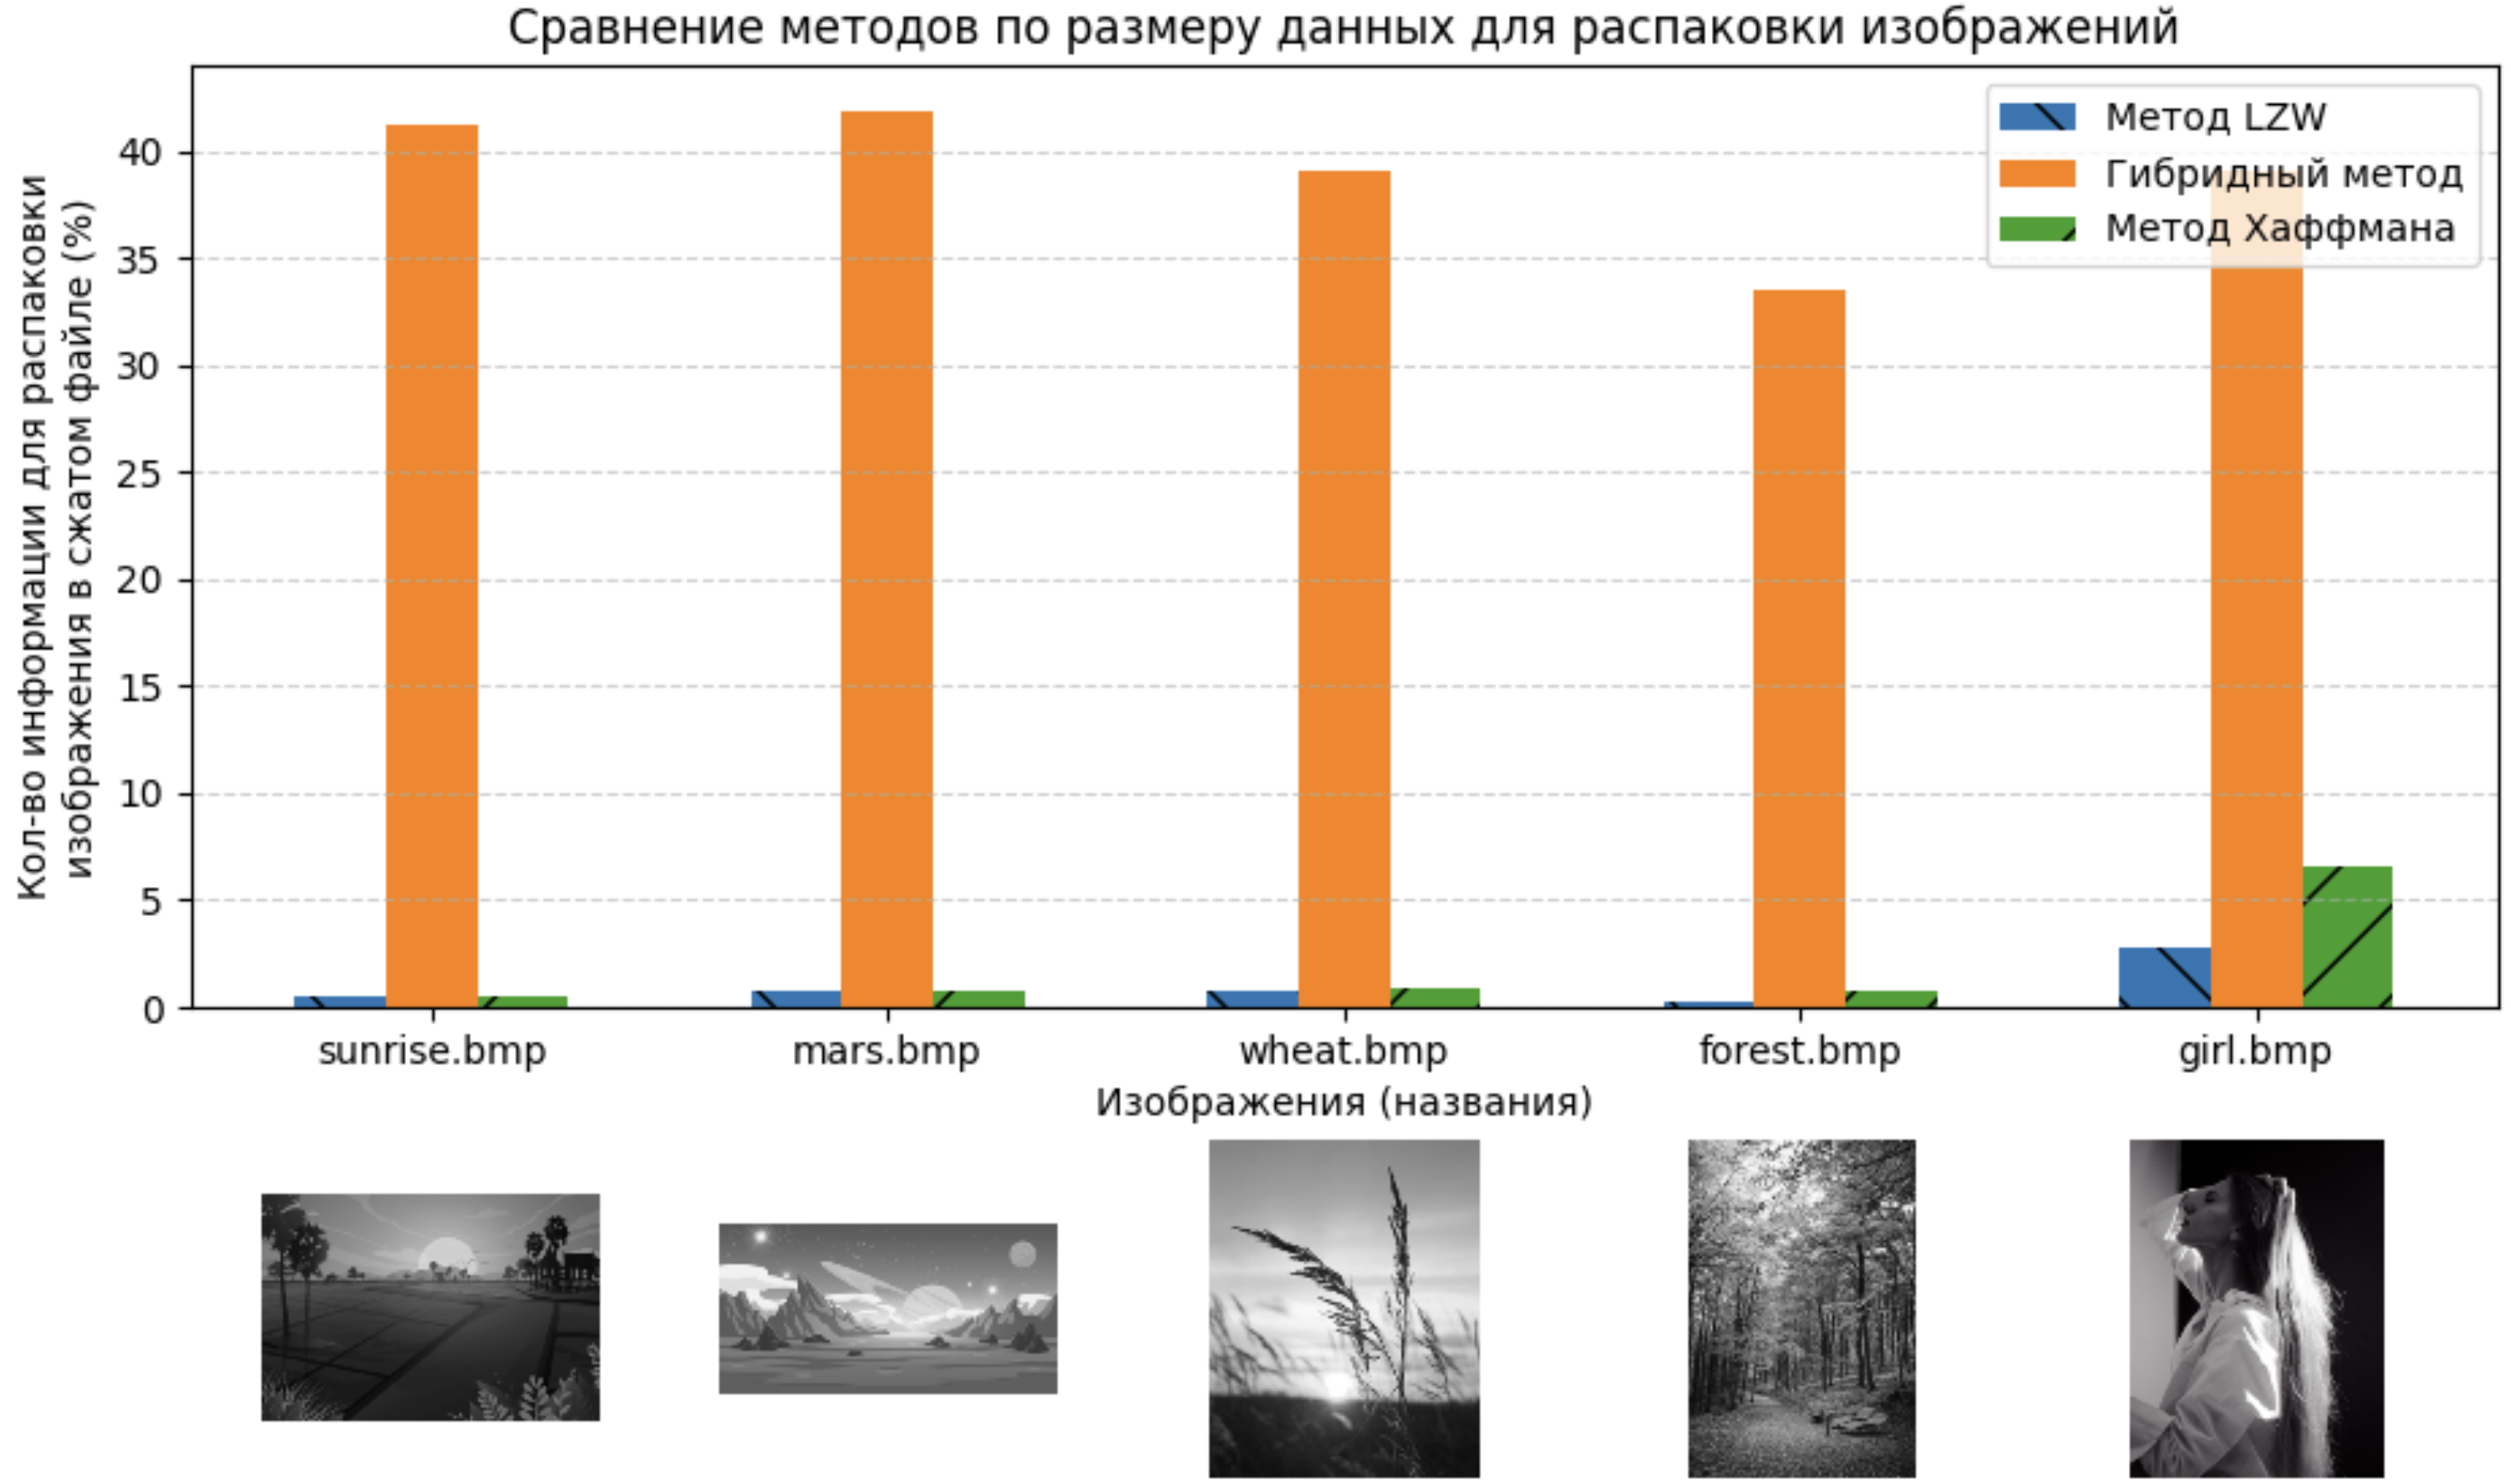 Сравнение методов по размеру данных для распаковки изображений
Кол-во информации для распаковки
изображения в сжатом файле (%)
40
35
30
25
20
15
10
5
0
Метод LZW
Гибридный метод
Метод Хаффмана
sunrise.bmp
mars.bmp
wheat.bmp
forest.bmp
girl.bmp
Изображения (названия)